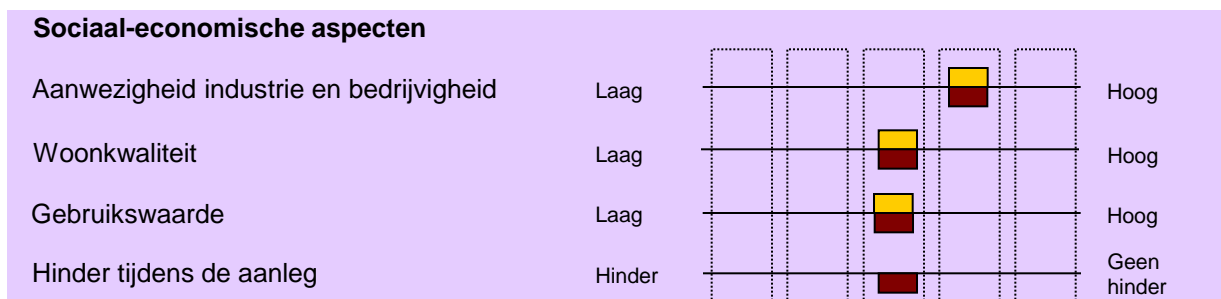 Sociaal-economische aspecten
Aanwezigheid industrie en bedrijvigheid Laag Hoog
Woonkwaliteit Laag Hoog
Gebruikswaarde Laag Hoog
Hinder tijdens de aanleg Hinder Geen
hinder